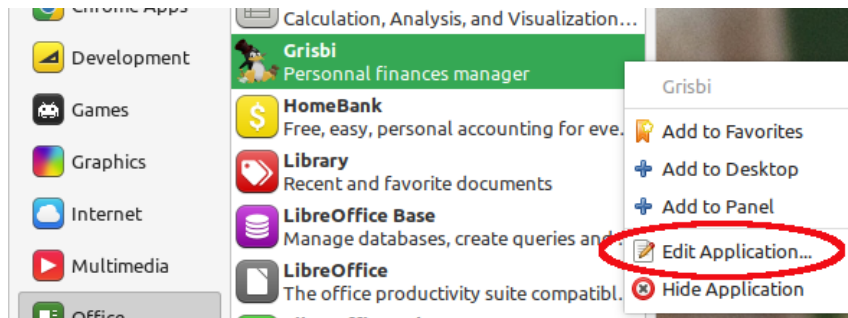 Chrome Apps
Development
Games
Graphics
Internet
Multimedia
Office
Calculation, Analysis, and Visualization...
Grisbi
Personnal finances manager
HomeBank
Free, easy, personal accounting for eve.
Library
Recent and favorite documents
LibreOffice Base
Manage databases, create queries and
LibreOffice
The office productivity suite compatibl.
Grisbi
Add to Favorites
Add to Desktop
Add to Panel
Edit Application...
Hide Application